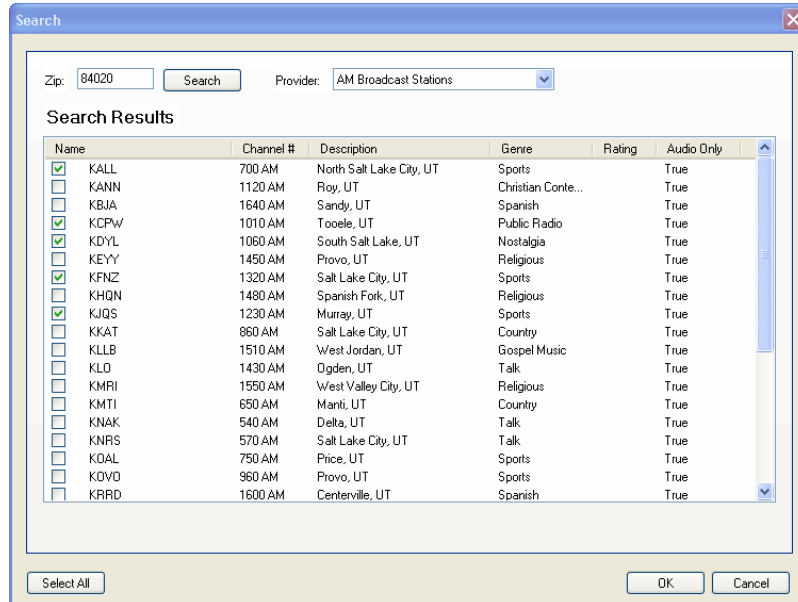 Search
Zip: 84020 Search Provider: AM Broadcast Stations
Search Results
Name Channel # Description Genre Rating Audio Only
KALL 700 AM North Salt Lake City, UT Sports True
KANN 1120 AM Roy, UT Christian Conte... True
KBJA 1640 AM Sandy, UT Spanish True
KCPW 1010 AM Tooele, UT Public Radio True
KDYL 1060 AM South Salt Lake, UT Nostalgia True
KEYY 1450 AM Provo, UT Religious True
KFNZ 1320 AM Salt Lake City, UT Sports True
KHQN 1480 AM Spanish Fork, UT Religious True
KJQS 1230 AM Murray, UT Sports True
KKAT 860 AM Salt Lake City, UT Country True
KLLB 1510 AM West Jordan, UT Gospel Music True
KLO 1430 AM Ogden, UT Talk True
KMRI 1550 AM West Valley City, UT Religious True
KMTI 650 AM Manti, UT Country True
KNAK 540 AM Delta, UT Talk True
KNRS 570 AM Salt Lake City, UT Talk True
KOAL 750 AM Price, UT Sports True
KOVO 960 AM Provo, UT Sports True
KRRD 1600 AM Centerville, UT Spanish True
Select All OK Cancel